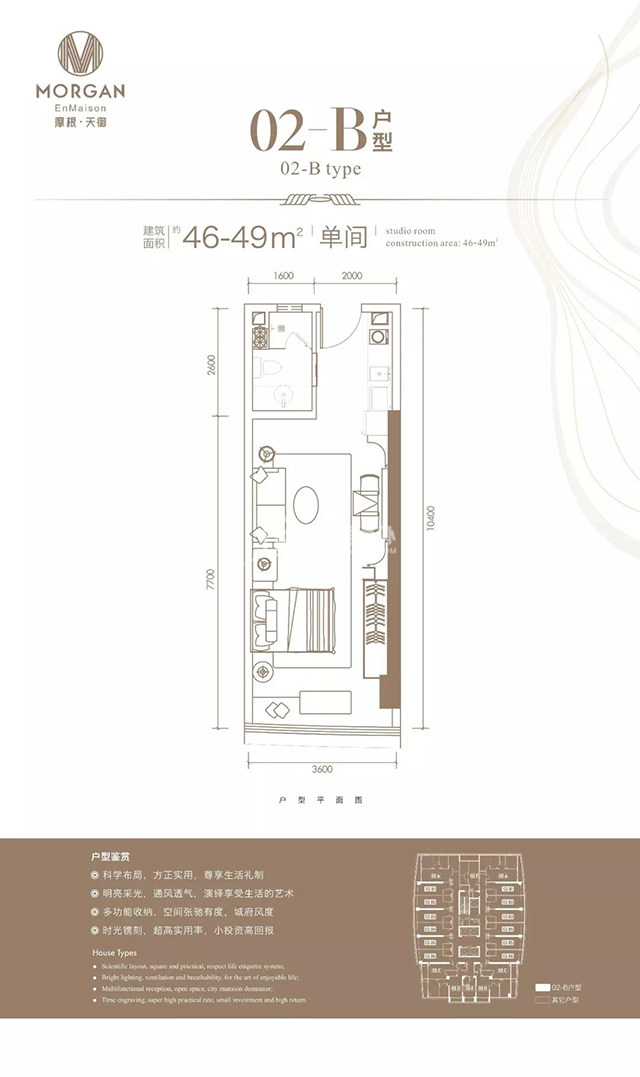 MORGAN
EnMaison
摩根·天御
02-B户型
02-B type
建筑面积 约 46-49m² 单间
studio room
construction area: 46-49m²
1600 2000
2600
7700
10400
3600
户型平面图
户型鉴赏
科学布局、方正实用，尊享生活礼制
明亮采光、通风透气，演绎享受生活的艺术
多功能收纳，空间张驰有度，城府风度
时光镌刻，超高实用率，小投资高回报
House Types
Scientific layout, square and practical, respect life etiquette system;
Bright lighting, ventilation and breathability, for the art of enjoyable life;
Multifunctional reception, open space, city mansion demeanor;
Time engraving, super high practical rate, small investment and high return.
02-B户型
其它户型